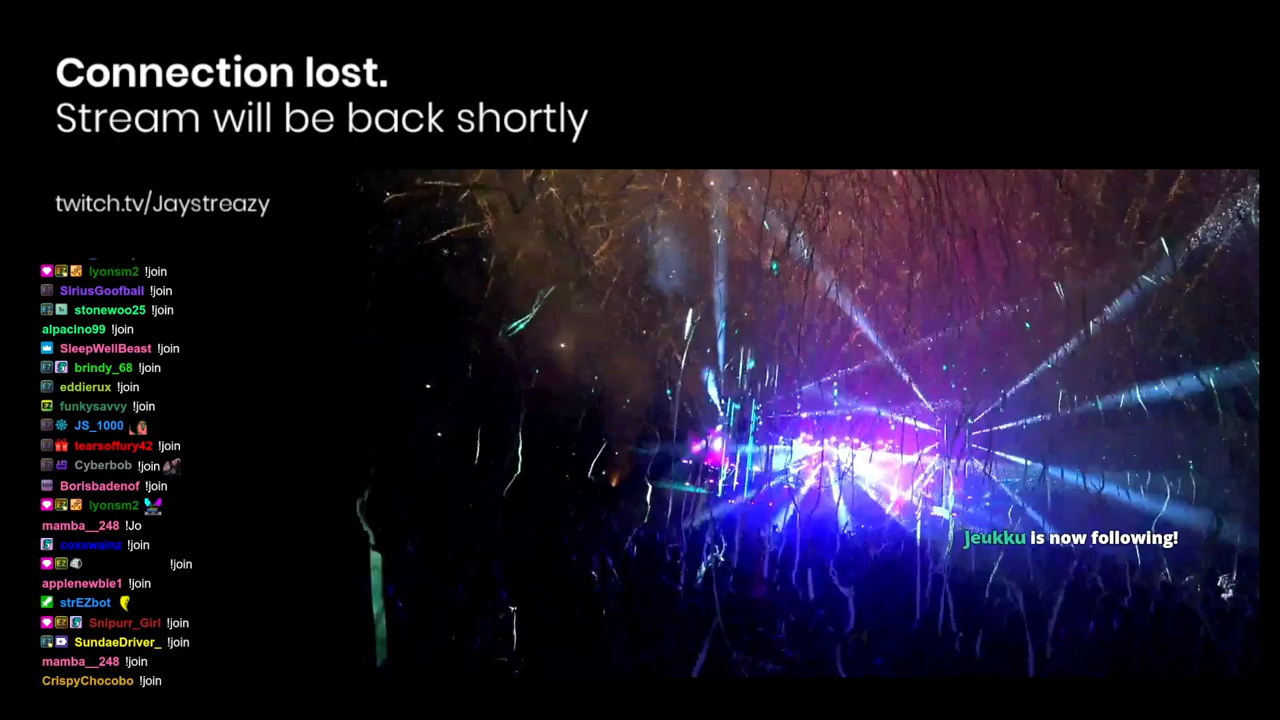 Connection lost.
Stream will be back shortly
twitch.tv/Jaystreazy
lyonsm2 !join
SiriusGoofball !join
stonewoo25 !join
alpacino99 !join
SleepWellBeast !join
brindy_68 !join
eddierux !join
funkysavvy !join
JS_1000
tearsoffury42 !join
Cyberbob !join
Borisbadenof !join
lyonsm2
mamba__248 !Jo
!join
!join
applenewbie1 !join
strEZbot
Snipurr_Girl !join
SundaeDriver_ !join
mamba__248 !join
CrispyChocobo !join
Jeukku is now following!